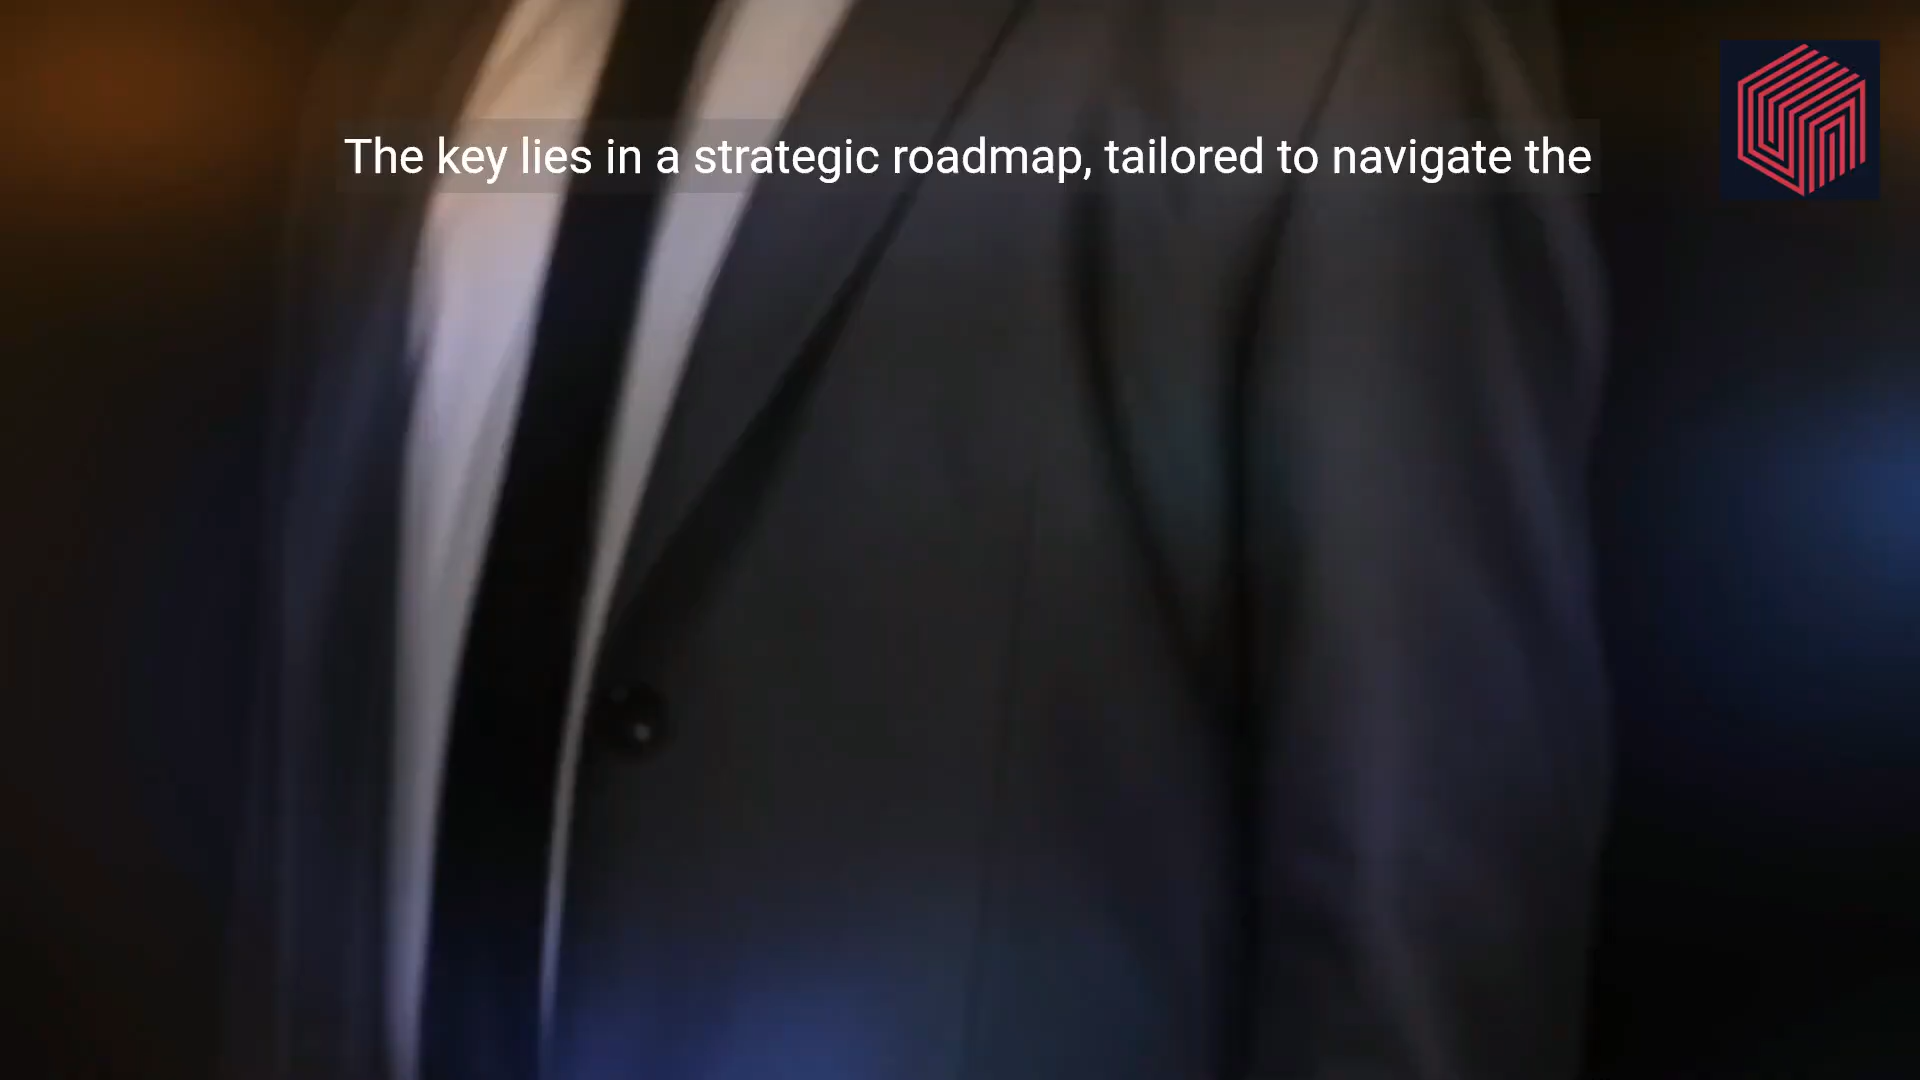 The key lies in a strategic roadmap, tailored to navigate the